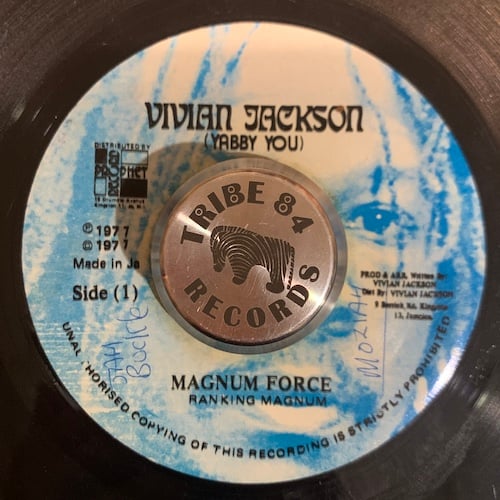 VIVIAN JACKSON
(YABBY YOU)
DISTRIBUTED BY
PROPHET
RECORD
Ⓟ 1977
© 1977
Made in Ja
Side (1)
TRIBE 84
RECORDS
PROD & ARR. Written By:
VIVIAN JACKSON
Dist By: VIVIAN JACKSON
13, Jamaica.
MAGNUM FORCE
RANKING MAGNUM
UNAUTHORISED COPYING OF THIS RECORDING IS STRICTLY PROHIBITED